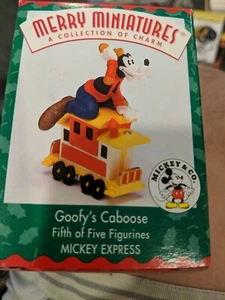 MERRY MINIATURES®
A COLLECTION OF CHARM
MICKEY & CO.
Goofy's Caboose
Fifth of Five Figurines
MICKEY EXPRESS